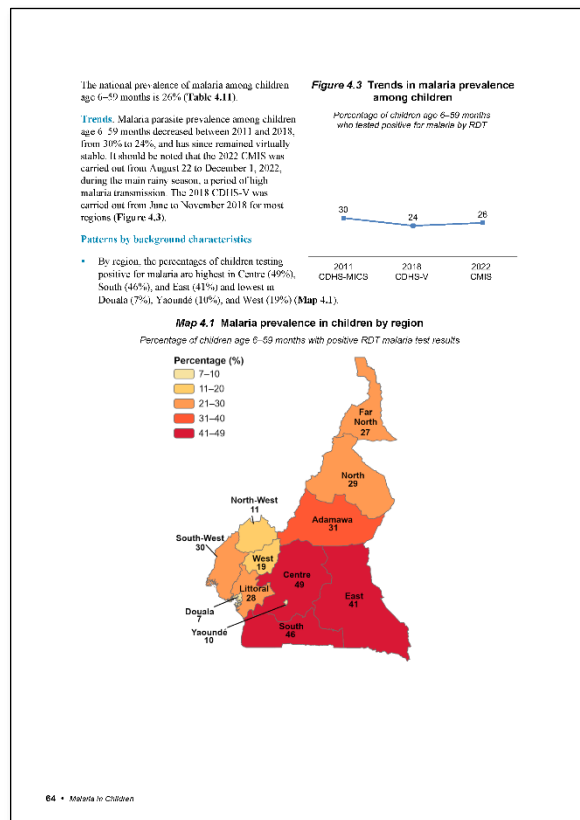 The national prevalence of malaria among children
age 6–59 months is 26% (Table 4.11).
Trends. Malaria parasite prevalence among children
age 6–59 months decreased between 2011 and 2018,
from 30% to 24%, and has since remained virtually
stable. It should be noted that the 2022 CMIS was
carried out from August 22 to December 1, 2022,
during the main rainy season, a period of high
malaria transmission. The 2018 CDHS-V was
carried out from June to November 2018 for most
regions (Figure 4.3).
Patterns by background characteristics
• By region, the percentages of children testing
positive for malaria are highest in Centre (49%),
South (46%), and East (41%) and lowest in
Douala (7%), Yaoundé (10%), and West (19%) (Map 4.1).
Figure 4.3 Trends in malaria prevalence
among children
Percentage of children age 6–59 months
who tested positive for malaria by RDT
30
24
26
2011
CDHS-MICS
2018
CDHS-V
2022
CMIS
Map 4.1 Malaria prevalence in children by region
Percentage of children age 6–59 months with positive RDT malaria test results
Percentage (%)
7–10
11–20
21–30
31–40
41–49
Far
North
27
North
29
North-West
11
Adamawa
31
South-West
30
West
19
Centre
49
East
41
Littoral
28
Douala
7
Yaoundé
10
South
46
64 • Malaria in Children